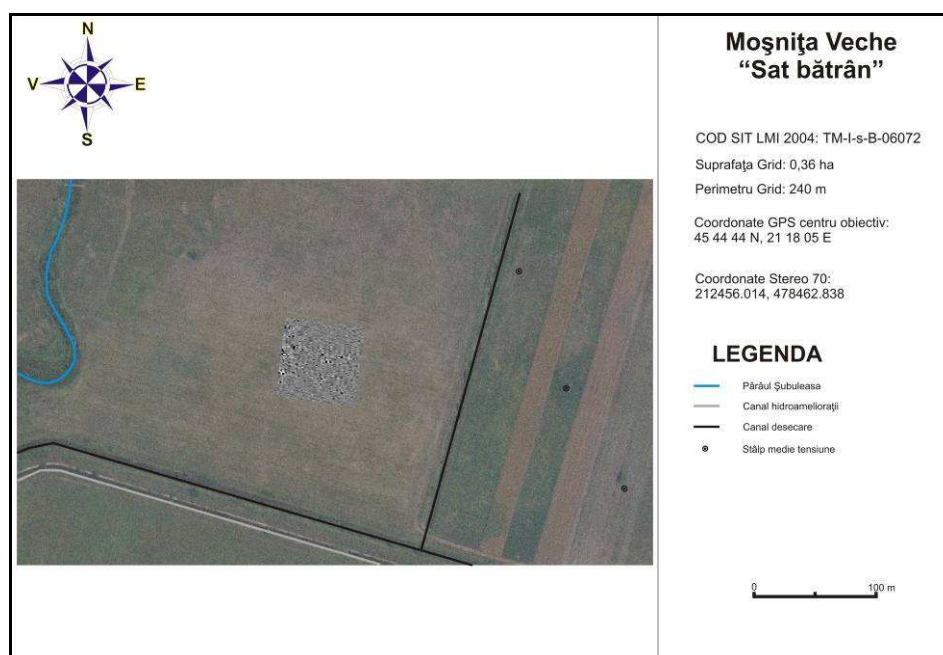 N
V E
S
Moşniţa Veche
“Sat bătrân”
COD SIT LMI 2004: TM-I-s-B-06072
Suprafaţa Grid: 0,36 ha
Perimetru Grid: 240 m
Coordonate GPS centru obiectiv:
45 44 44 N, 21 18 05 E
Coordonate Stereo 70:
212456.014, 478462.838
LEGENDA
Pârâul Şubuleasa
Canal hidroamelioraţii
Canal desecare
Stâlp medie tensiune
0 100 m